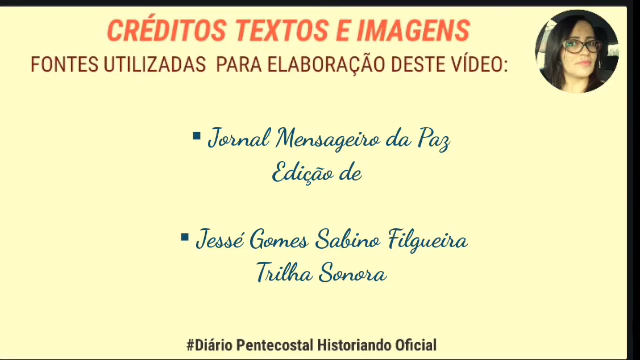 CRÉDITOS TEXTOS E IMAGENS
FONTES UTILIZADAS PARA ELABORAÇÃO DESTE VÍDEO:
▪ Jornal Mensageiro da Paz
Edição de
▪ Jessé Gomes Sabino Filgueira
Trilha Sonora
#Diário Pentecostal Historiando Oficial